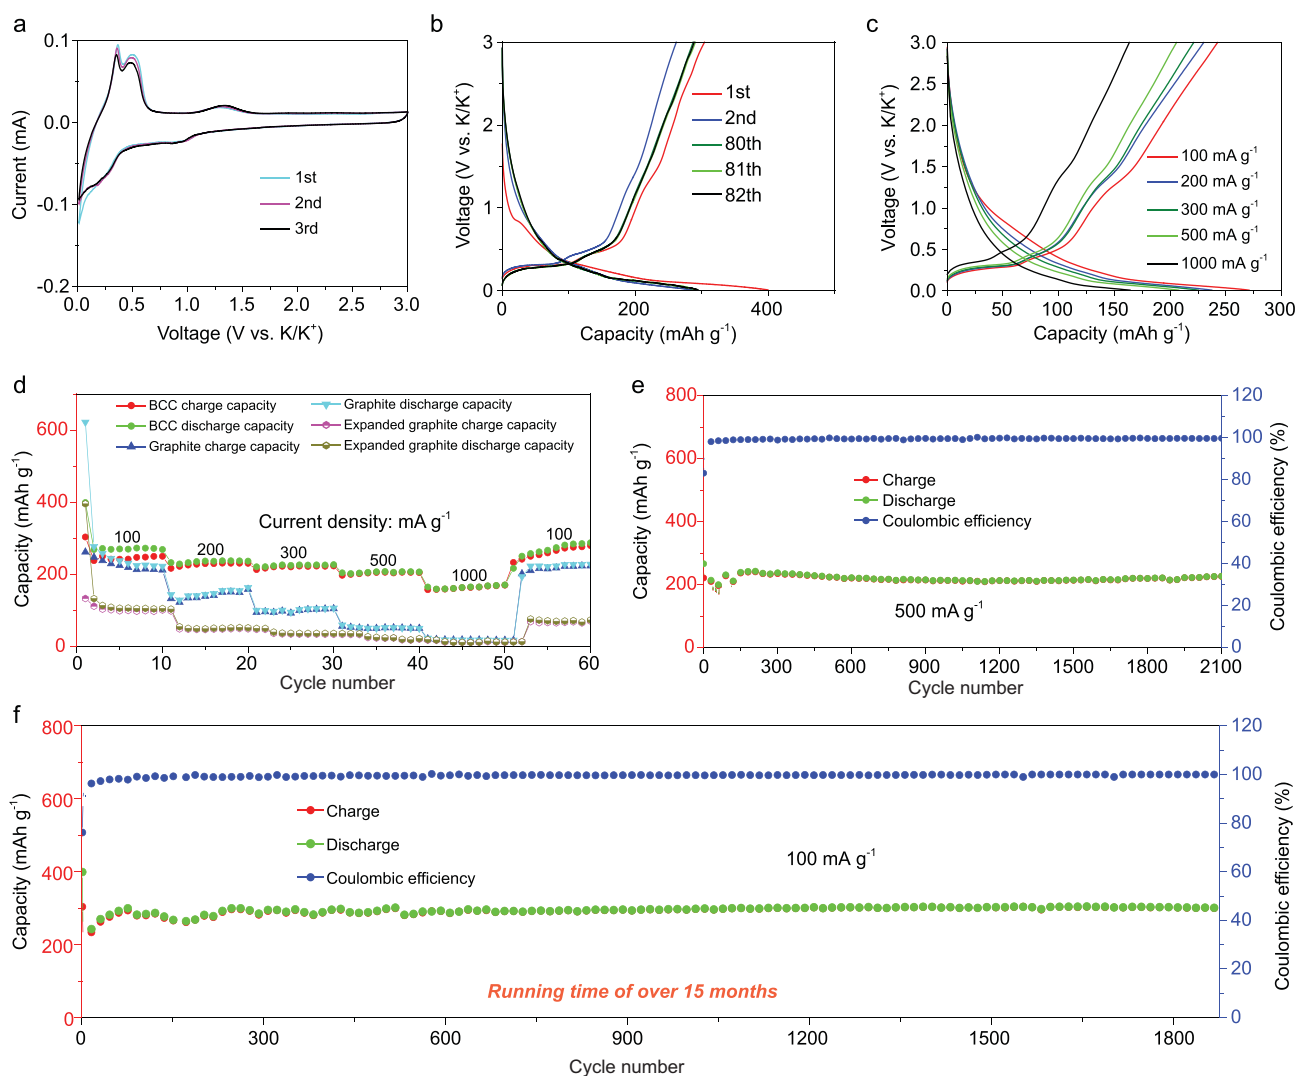 a
0.1
0.0
-0.1
-0.2
Current (mA)
1st
2nd
3rd
0.0
0.5
1.0
1.5
2.0
2.5
3.0
Voltage (V vs. K/K⁺)
b
3
2
1
0
Voltage (V vs. K/K⁺)
1st
2nd
80th
81th
82th
0
200
400
Capacity (mAh g⁻¹)
c
3.0
2.5
2.0
1.5
1.0
0.5
0.0
Voltage (V vs. K/K⁺)
100 mA g⁻¹
200 mA g⁻¹
300 mA g⁻¹
500 mA g⁻¹
1000 mA g⁻¹
0
50
100
150
200
250
300
Capacity (mAh g⁻¹)
d
600
400
200
0
Capacity (mAh g⁻¹)
BCC charge capacity
BCC discharge capacity
Graphite charge capacity
Graphite discharge capacity
Expanded graphite charge capacity
Expanded graphite discharge capacity
Current density: mA g⁻¹
100
200
300
500
1000
100
0
10
20
30
40
50
60
Cycle number
e
800
600
400
200
0
Capacity (mAh g⁻¹)
Charge
Discharge
Coulombic efficiency
500 mA g⁻¹
120
100
80
60
40
20
0
Coulombic efficiency (%)
0
300
600
900
1200
1500
1800
2100
Cycle number
f
800
600
400
200
0
Capacity (mAh g⁻¹)
Charge
Discharge
Coulombic efficiency
100 mA g⁻¹
Running time of over 15 months
120
100
80
60
40
20
0
Coulombic efficiency (%)
0
300
600
900
1200
1500
1800
Cycle number